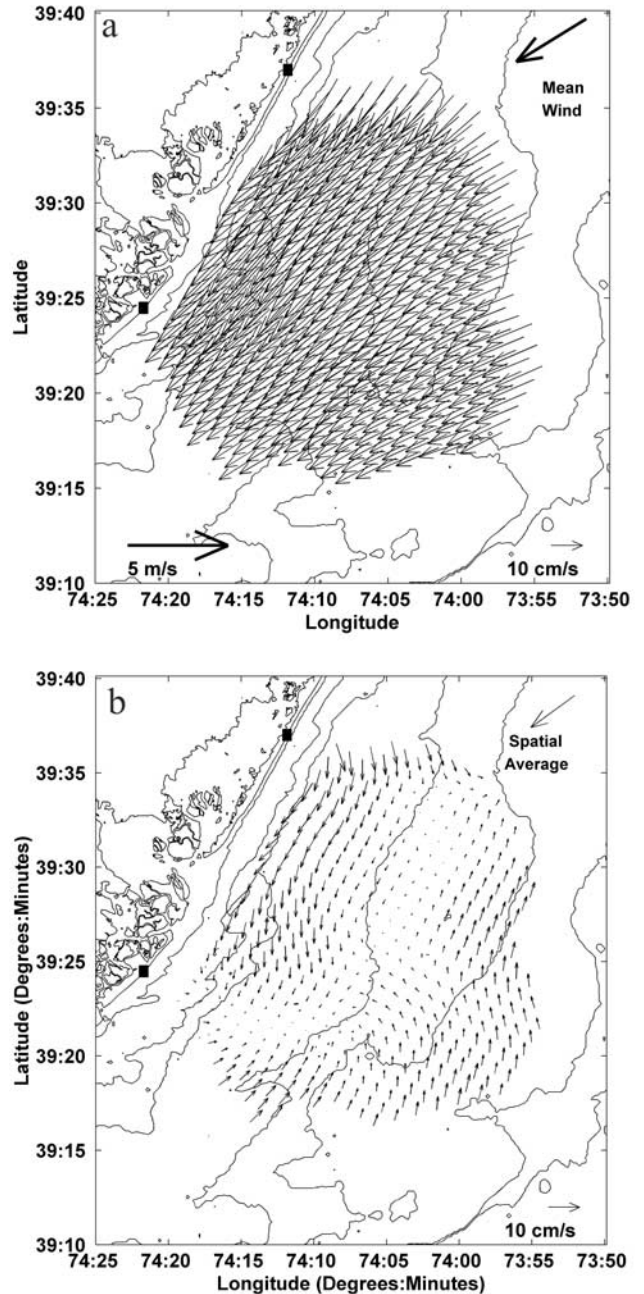 a
39:40
39:35
39:30
39:25
39:20
39:15
39:10
Latitude
Mean
Wind
5 m/s
10 cm/s
74:25 74:20 74:15 74:10 74:05 74:00 73:55 73:50
Longitude
b
39:40
39:35
39:30
39:25
39:20
39:15
39:10
Latitude (Degrees:Minutes)
Spatial
Average
10 cm/s
74:25 74:20 74:15 74:10 74:05 74:00 73:55 73:50
Longitude (Degrees:Minutes)